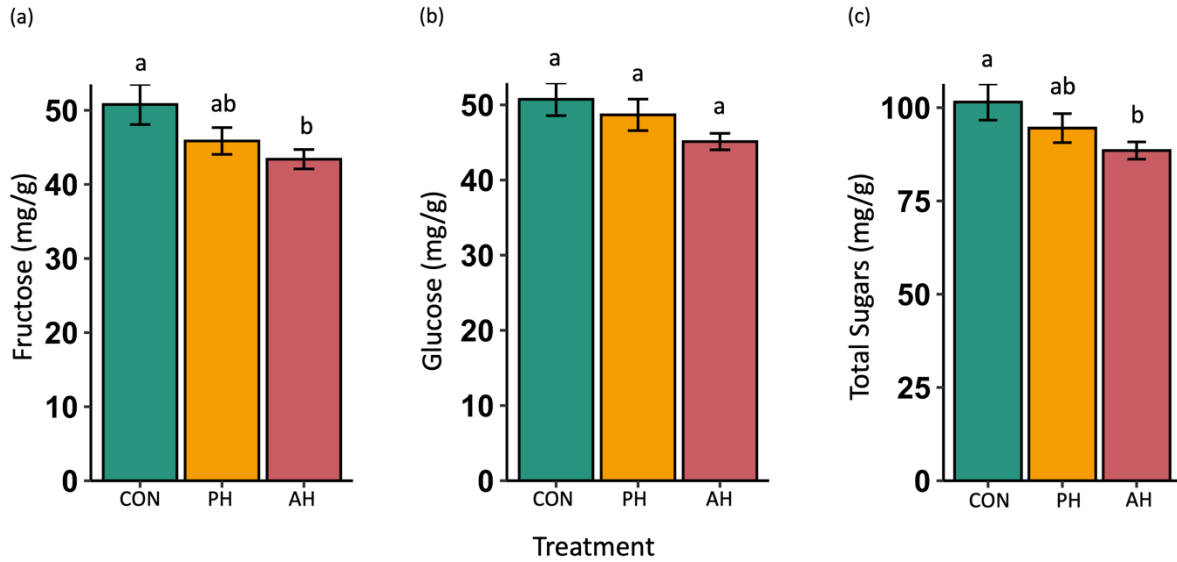 (a)
a
ab
b
Fructose (mg/g)
50
40
30
20
10
0
CON PH AH
(b)
a
a
a
Glucose (mg/g)
50
40
30
20
10
0
CON PH AH
(c)
a
ab
b
Total Sugars (mg/g)
100
75
50
25
0
CON PH AH
Treatment